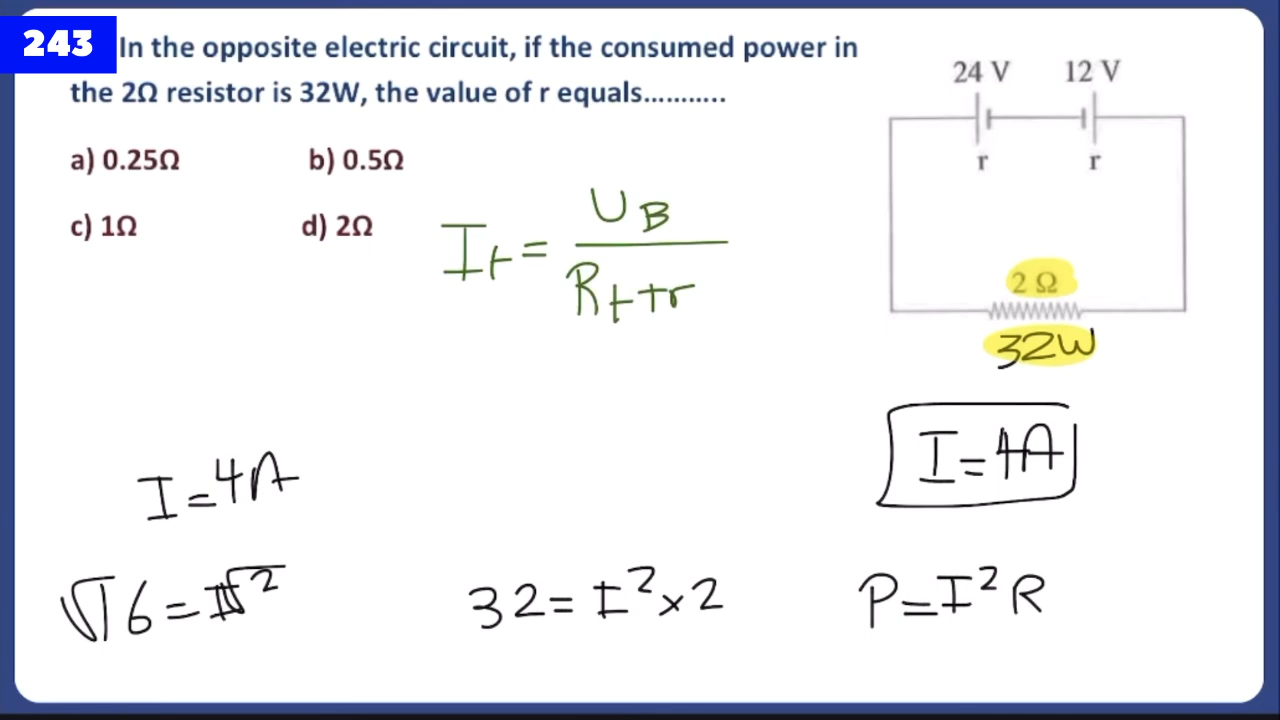 243
In the opposite electric circuit, if the consumed power in
the 2Ω resistor is 32W, the value of r equals...........
a) 0.25Ω b) 0.5Ω
c) 1Ω d) 2Ω
24 V 12 V
r r
2 Ω
32W
It = UB / Rt+r
I=4A
I=4A
√16=I√²
32=I²×2
P=I²R